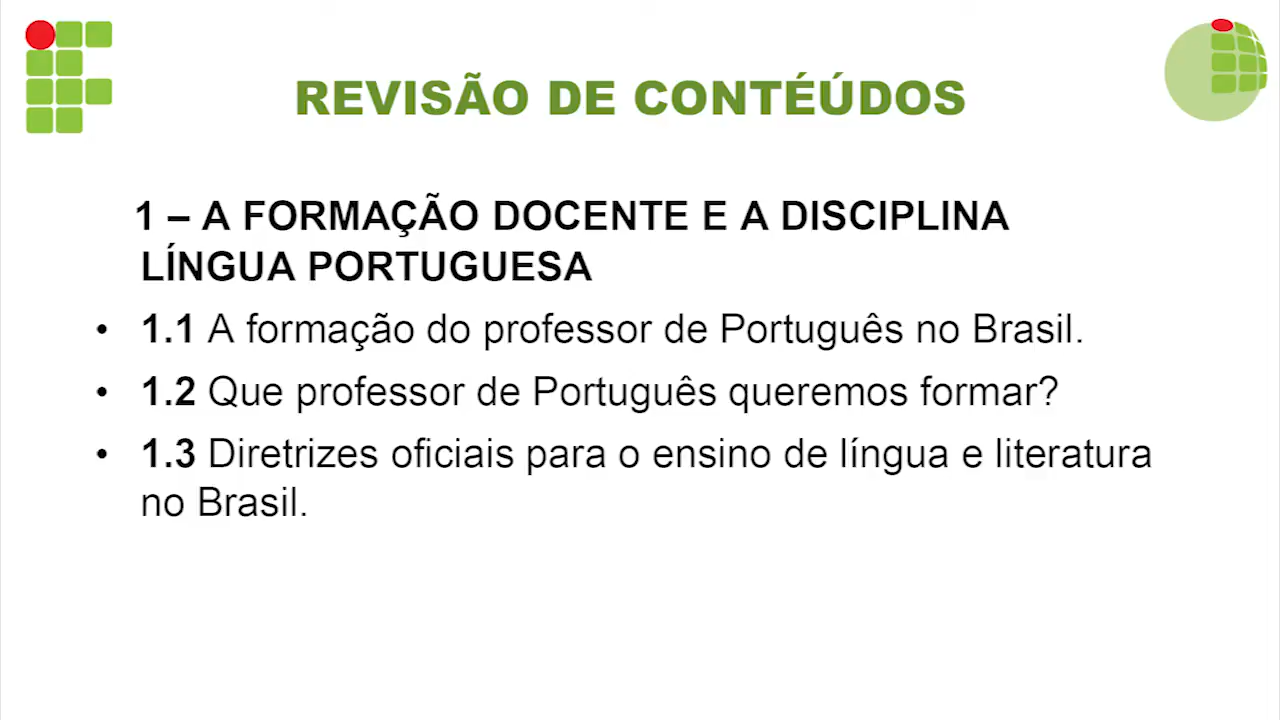 REVISÃO DE CONTÉÚDOS
1 – A FORMAÇÃO DOCENTE E A DISCIPLINA
LÍNGUA PORTUGUESA
• 1.1 A formação do professor de Português no Brasil.
• 1.2 Que professor de Português queremos formar?
• 1.3 Diretrizes oficiais para o ensino de língua e literatura
no Brasil.